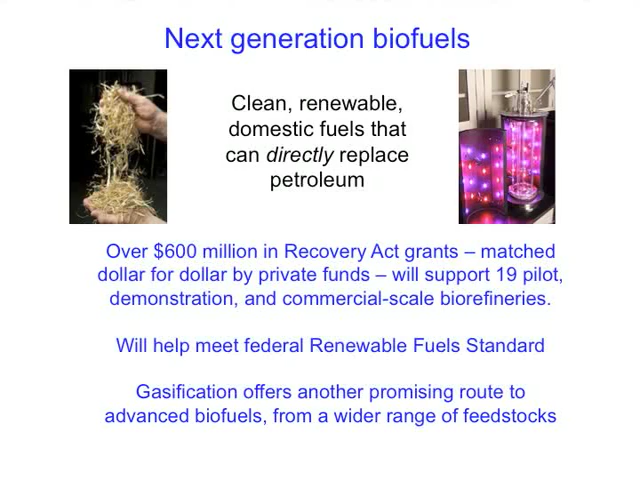 Next generation biofuels
Clean, renewable,
domestic fuels that
can directly replace
petroleum
Over $600 million in Recovery Act grants – matched
dollar for dollar by private funds – will support 19 pilot,
demonstration, and commercial-scale biorefineries.
Will help meet federal Renewable Fuels Standard
Gasification offers another promising route to
advanced biofuels, from a wider range of feedstocks